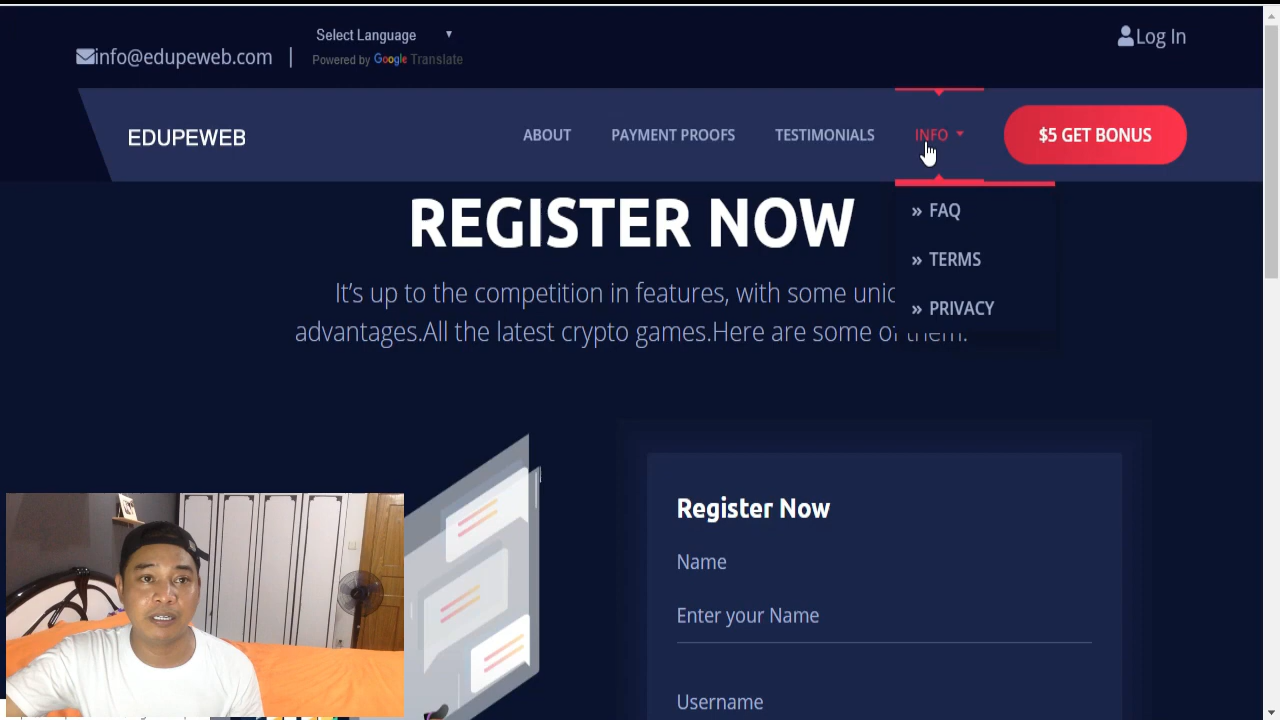 Select Language ▼
info@edupeweb.com |
Powered by Google Translate
Log In
EDUPEWEB
ABOUT
PAYMENT PROOFS
TESTIMONIALS
INFO
$5 GET BONUS
» FAQ
» TERMS
» PRIVACY
REGISTER NOW
It’s up to the competition in features, with some
advantages.All the latest crypto games.Here are some of them.
Register Now
Name
Enter your Name
Username